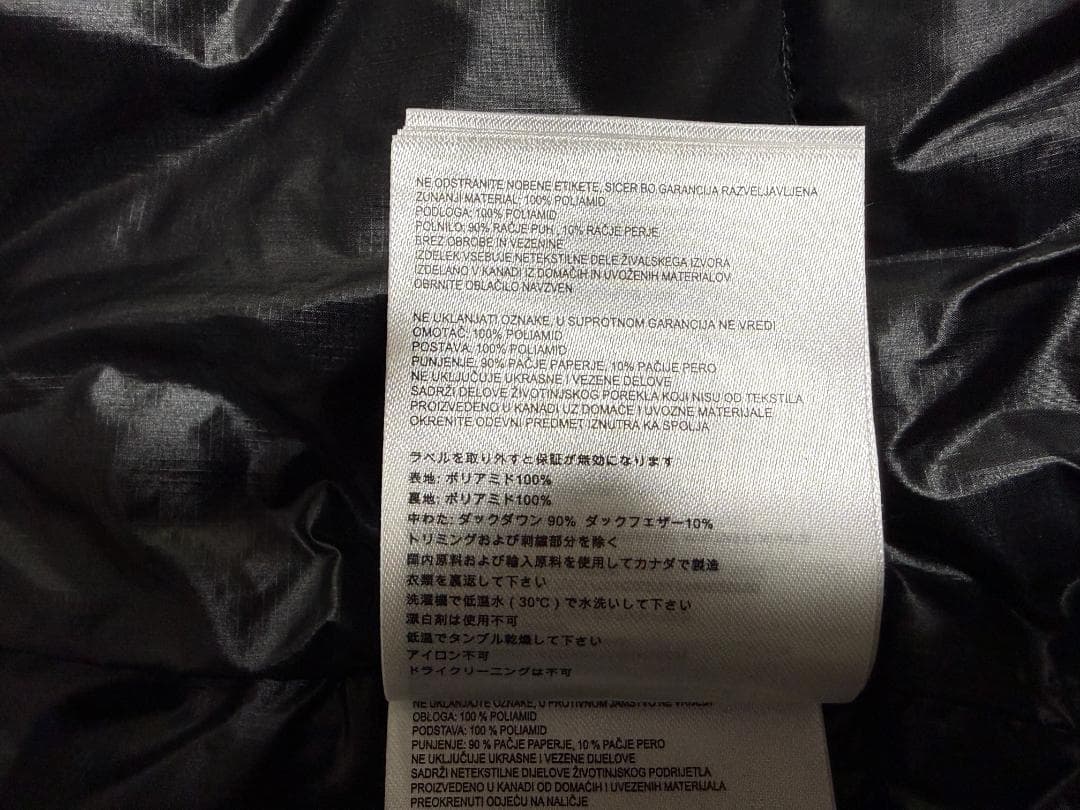 NE ODSTRANITE NOBENE ETIKETE, SICER BO GARANCIJA RAZVELJAVLJENA
ZUNANJI MATERIAL: 100% POLIAMID
PODLOGA: 100% POLIAMID
POLNILO: 90% RAČJE PUH , 10% RAČJE PERJE
BREZ OBROBE IN VEZENINE
IZDELEK VSEBUJE NETEKSTILNE DELE ŽIVALSKEGA IZVORA
IZDELANO V KANADI IZ DOMAČIH IN UVOŽENIH MATERIALOV
OBRNITE OBLAČILO NAVZVEN
NE UKLANJATI OZNAKE, U SUPROTNOM GARANCIJA NE VREDI
OMOTAČ: 100% POLIAMID
POSTAVA: 100% POLIAMID
PUNJENJE: 90% PAČJE PAPERJE, 10% PAČIJE PERO
NE UKLJUČUJE UKRASNE I VEZENE DELOVE
SADRŽI DELOVE ŽIVOTINJSKOG POREKLA KOJI NISU OD TEKSTILA
PROIZVEDENO U KANADI UZ DOMAĆE I UVOZNE MATERIJALE
OKRENITE ODEVNI PREDMET IZNUTRA KA SPOLJA
ラベルを取り外すと保証が無効になります
表地: ポリアミド100%
裏地: ポリアミド100%
中わた: ダックダウン 90% ダックフェザー10%
トリミングおよび刺繍部分を除く
国内原料および輸入原料を使用してカナダで製造
衣類を裏返して下さい
洗濯機で低温水 ( 30℃ ) で水洗いして下さい
漂白剤は使用不可
低温でタンブル乾燥して下さい
アイロン不可
ドライクリーニングは不可
NE UKLANJAJTE OZNAKE, U PROTIVNOM JAMSTVO NE VRIJEDI
OBLOGA: 100 % POLIAMID
PODSTAVA: 100 % POLIAMID
PUNJENJE: 90 % PAČJE PAPERJE, 10 % PAČJE PERO
NE UKLJUČUJE UKRASNE I VEZENE DIJELOVE
SADRŽI NETEKSTILNE DIJELOVE ŽIVOTINJSKOG PODRIJETLA
PROIZVEDENO U KANADI OD DOMAĆIH I UVEZENIH MATERIJALA
PREOKRENUTI ODJEĆU NA NALIČJE